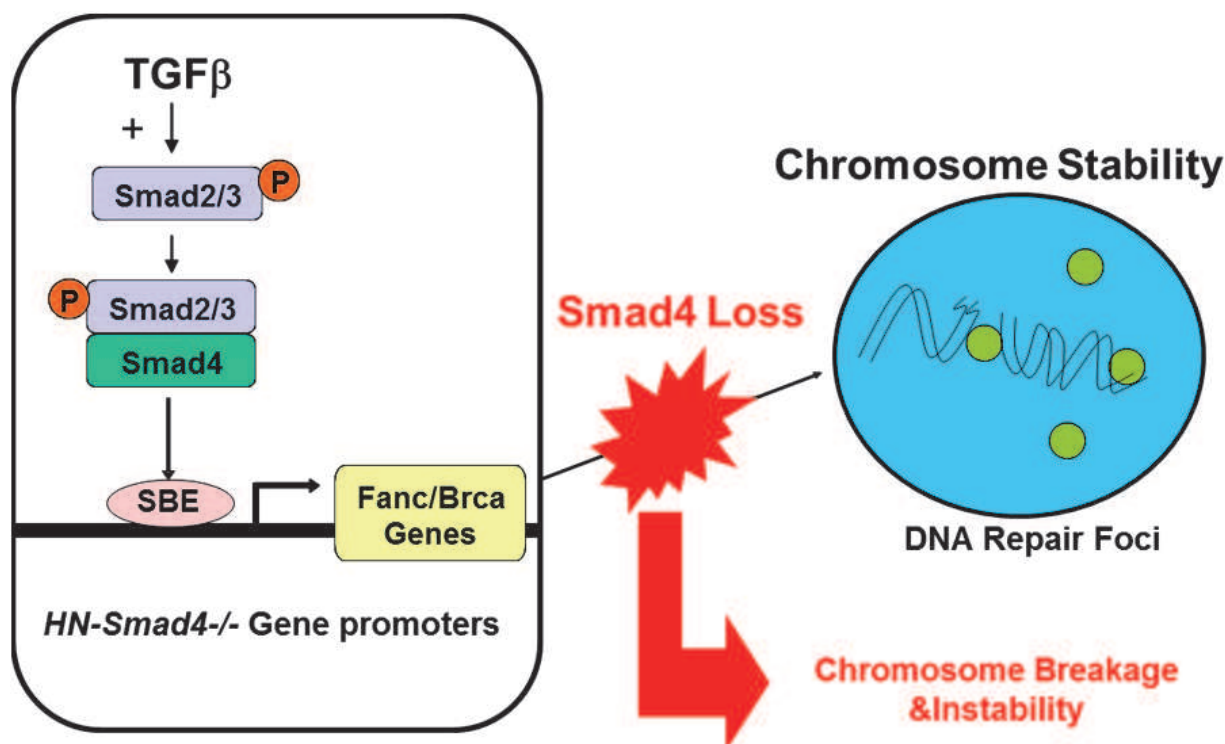 TGFβ
+
Smad2/3
P
P
Smad2/3
Smad4
SBE
Fanc/Brca
Genes
HN-Smad4-/- Gene promoters
Smad4 Loss
Chromosome Stability
DNA Repair Foci
Chromosome Breakage
&Instability